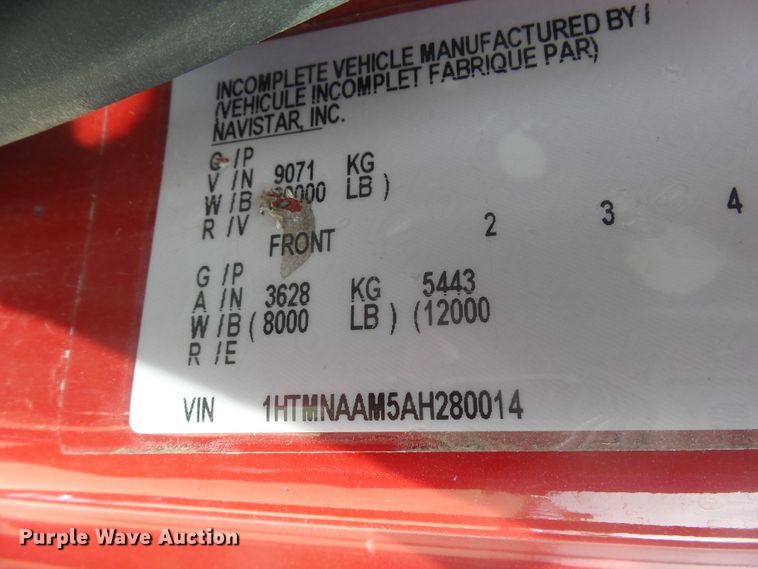 INCOMPLETE VEHICLE MANUFACTURED BY I
(VEHICULE INCOMPLET FABRIQUE PAR)
NAVISTAR, INC.
G /P
V /N 9071 KG
W /B 0000 LB )
R /V
FRONT 2 3 4
G /P
A /N 3628 KG 5443
W /B ( 8000 LB ) ( 12000
R /E
VIN 1HTMNAAM5AH280014
Purple Wave Auction